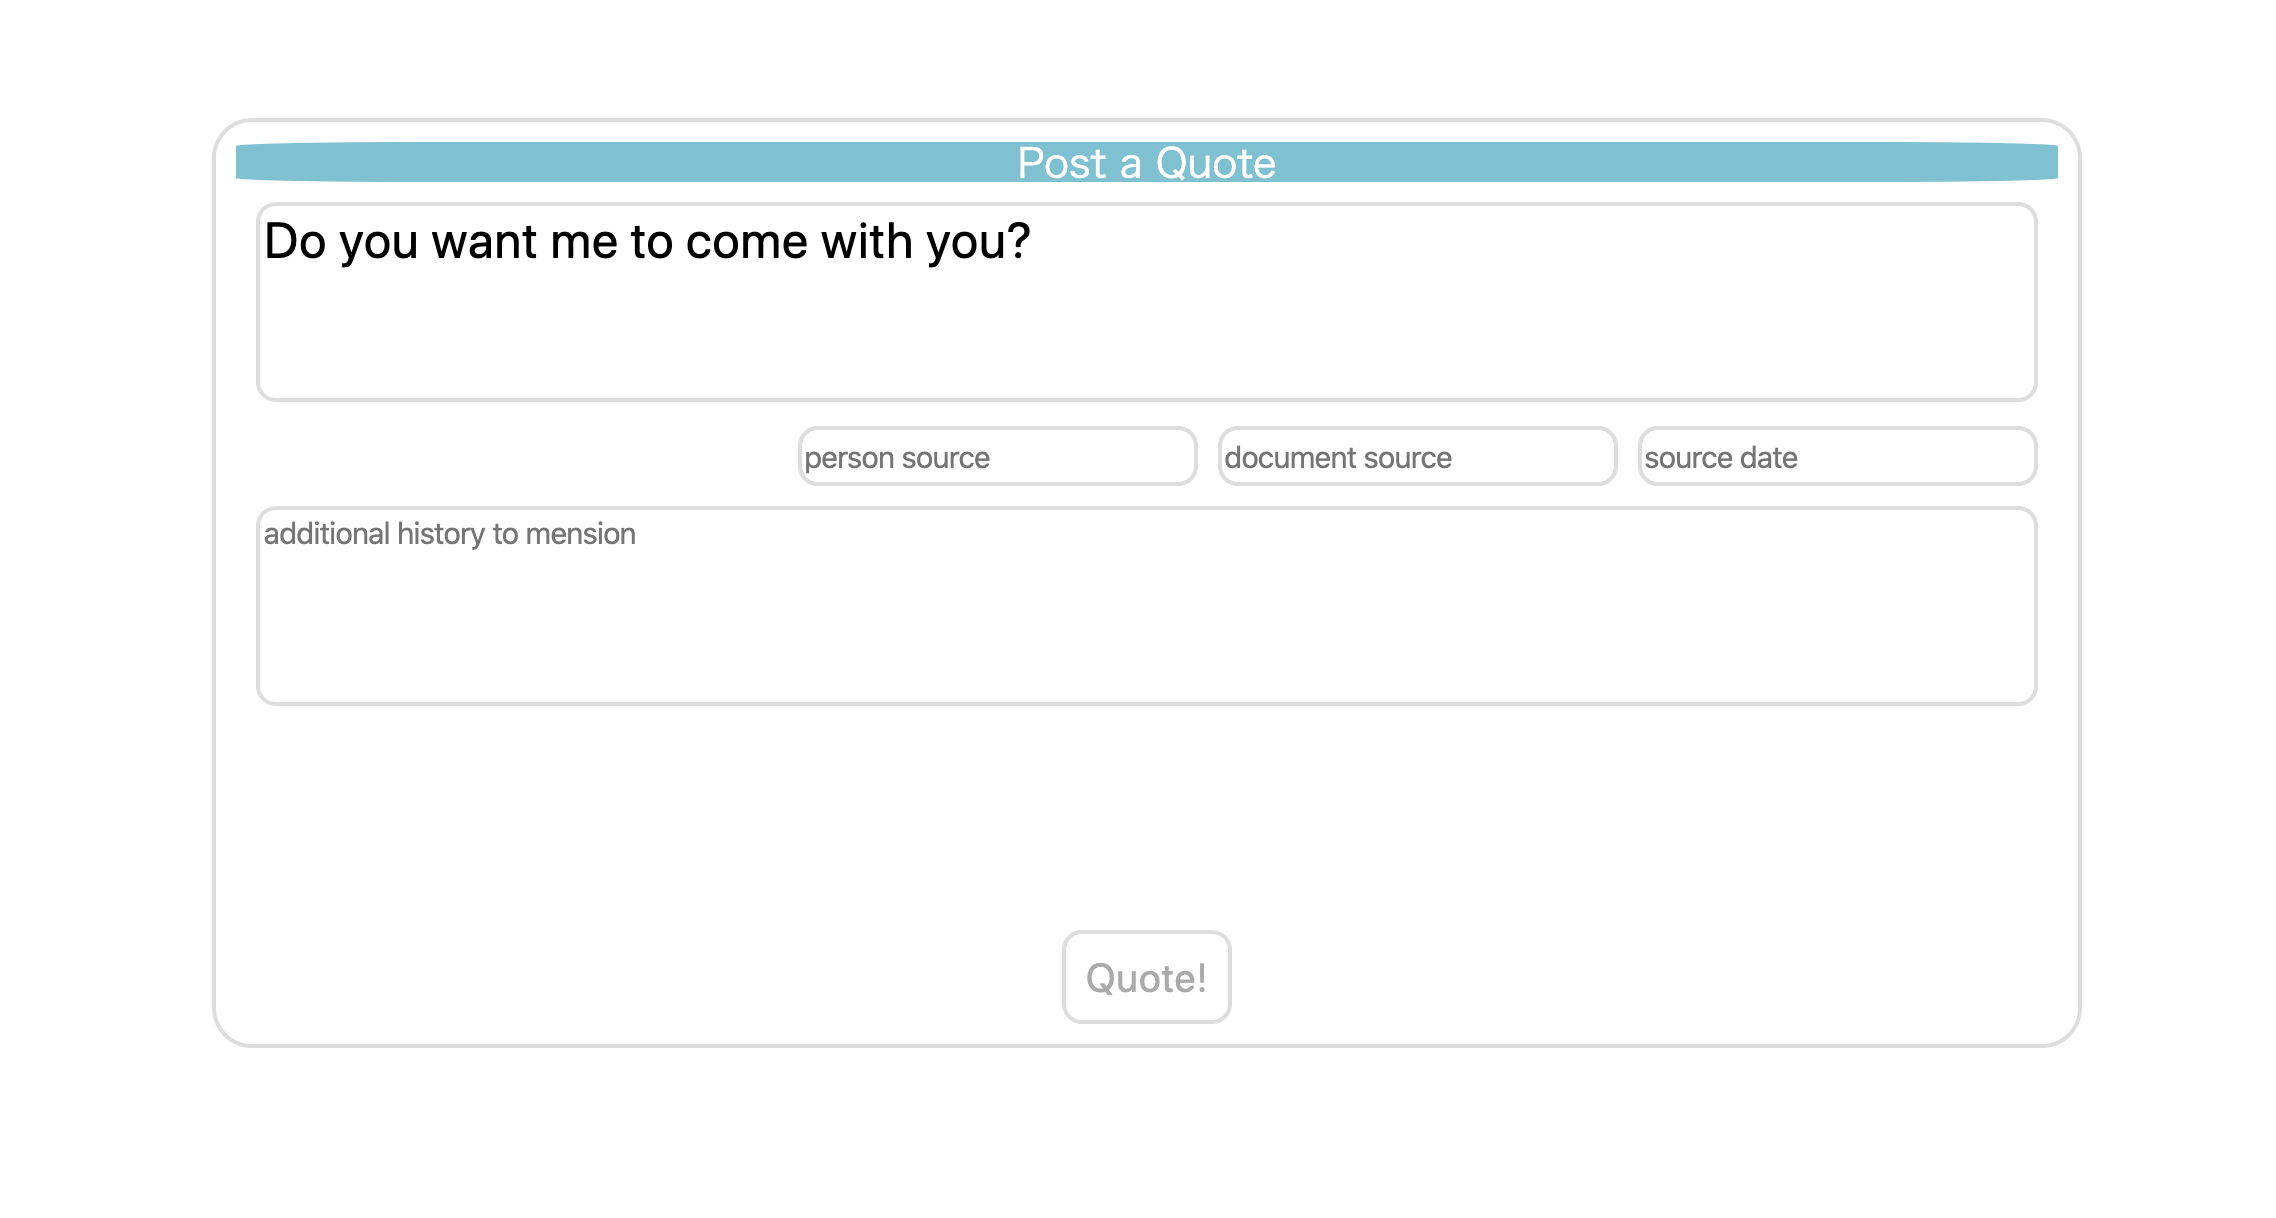 Post a Quote
Do you want me to come with you?
person source
document source
source date
additional history to mension
Quote!